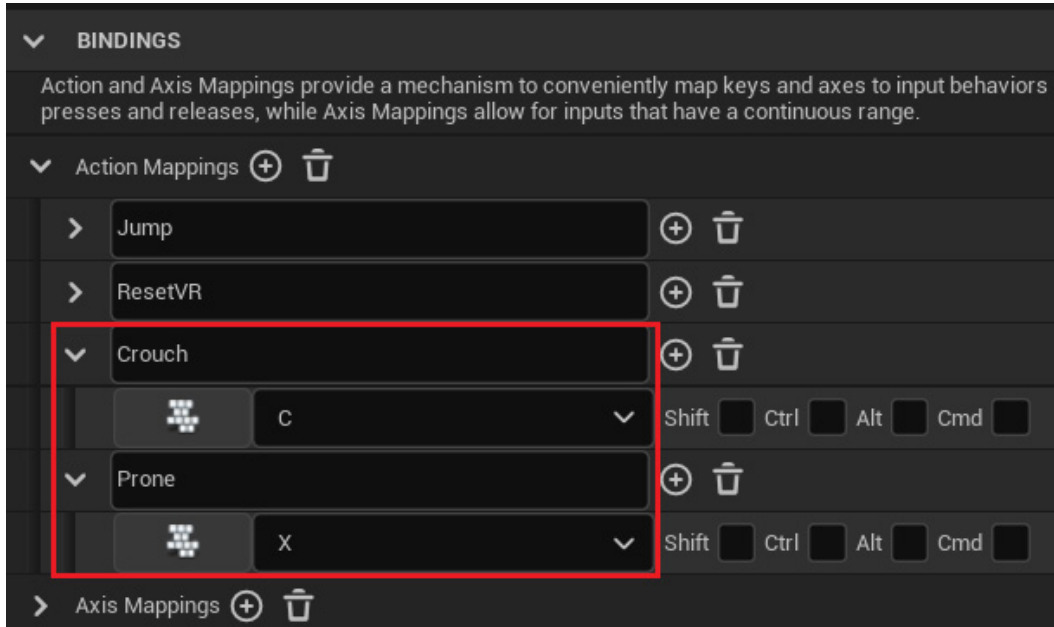 BINDINGS
Action and Axis Mappings provide a mechanism to conveniently map keys and axes to input behaviors
presses and releases, while Axis Mappings allow for inputs that have a continuous range.
Action Mappings
Jump
ResetVR
Crouch
C Shift Ctrl Alt Cmd
Prone
X Shift Ctrl Alt Cmd
Axis Mappings